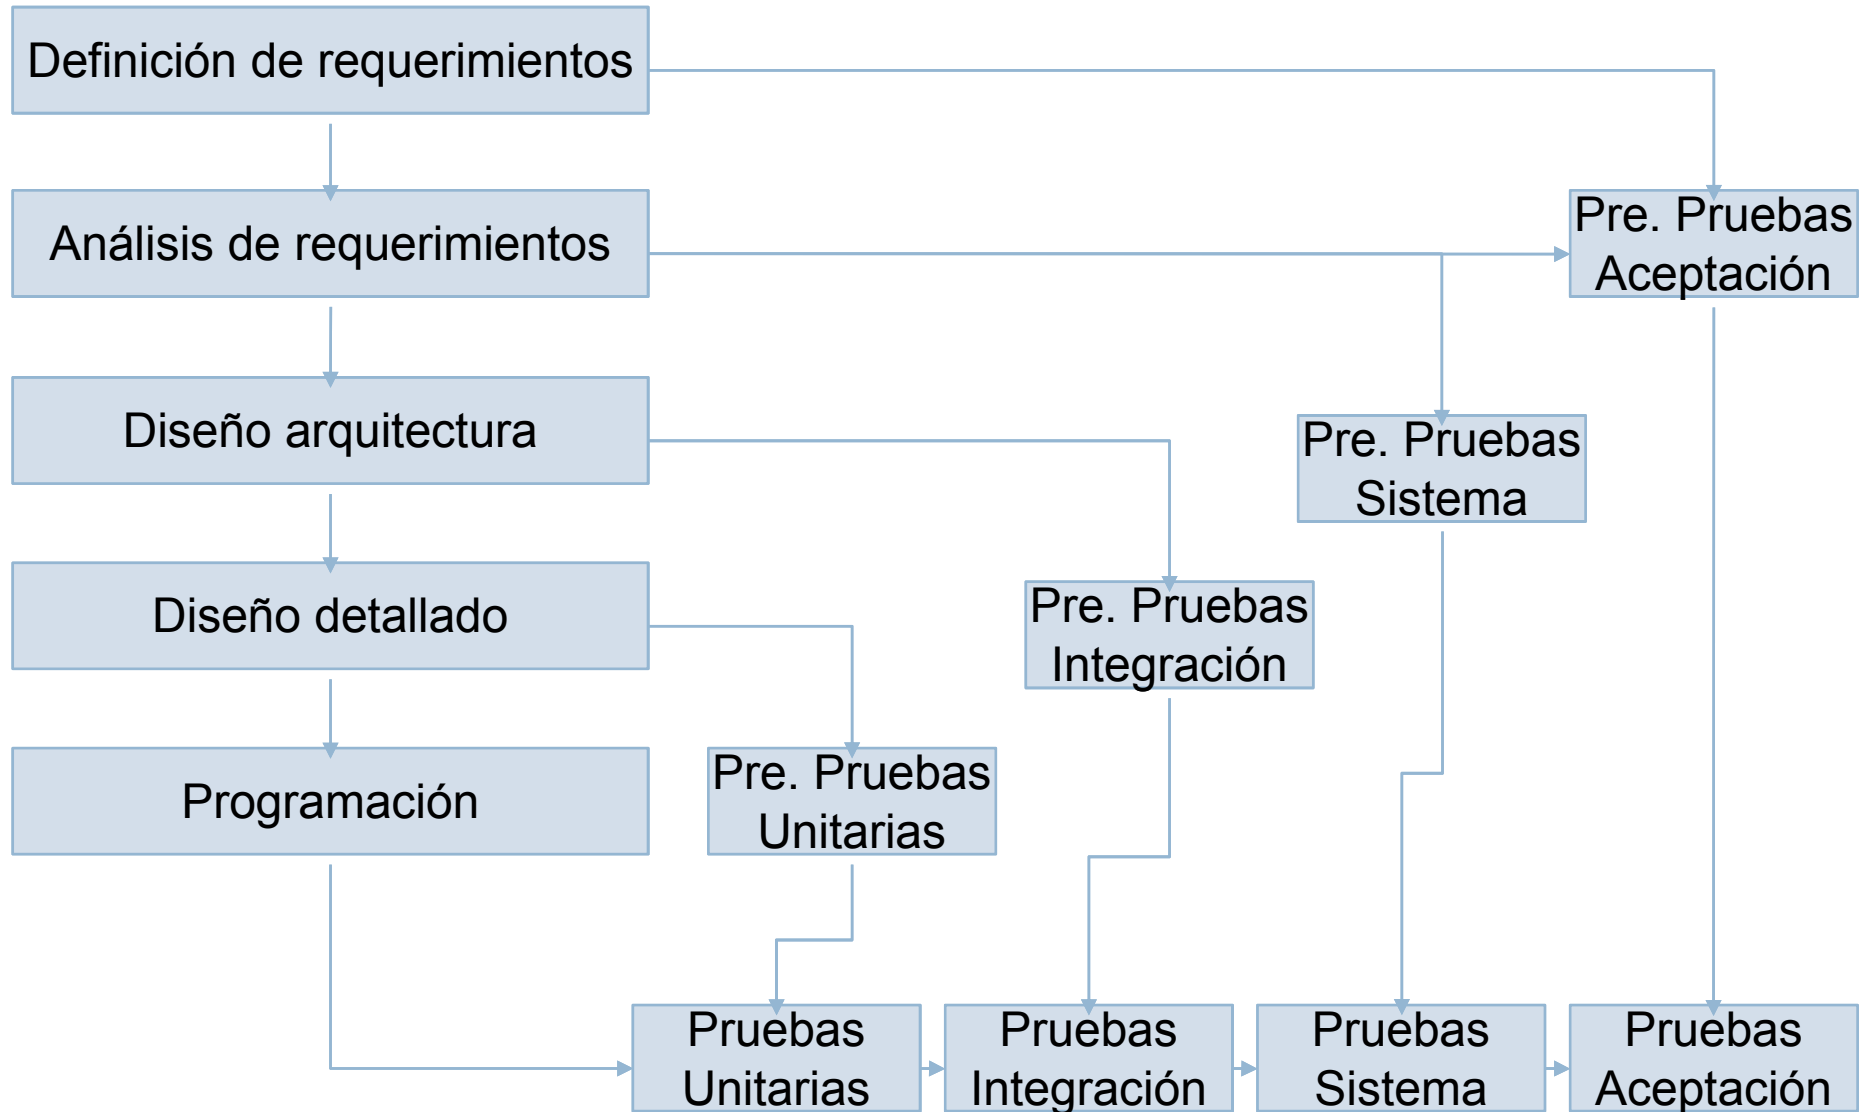 Definición de requerimientos
Análisis de requerimientos
Pre. Pruebas
Aceptación
Diseño arquitectura
Pre. Pruebas
Sistema
Diseño detallado
Pre. Pruebas
Integración
Programación
Pre. Pruebas
Unitarias
Pruebas
Unitarias
Pruebas
Integración
Pruebas
Sistema
Pruebas
Aceptación